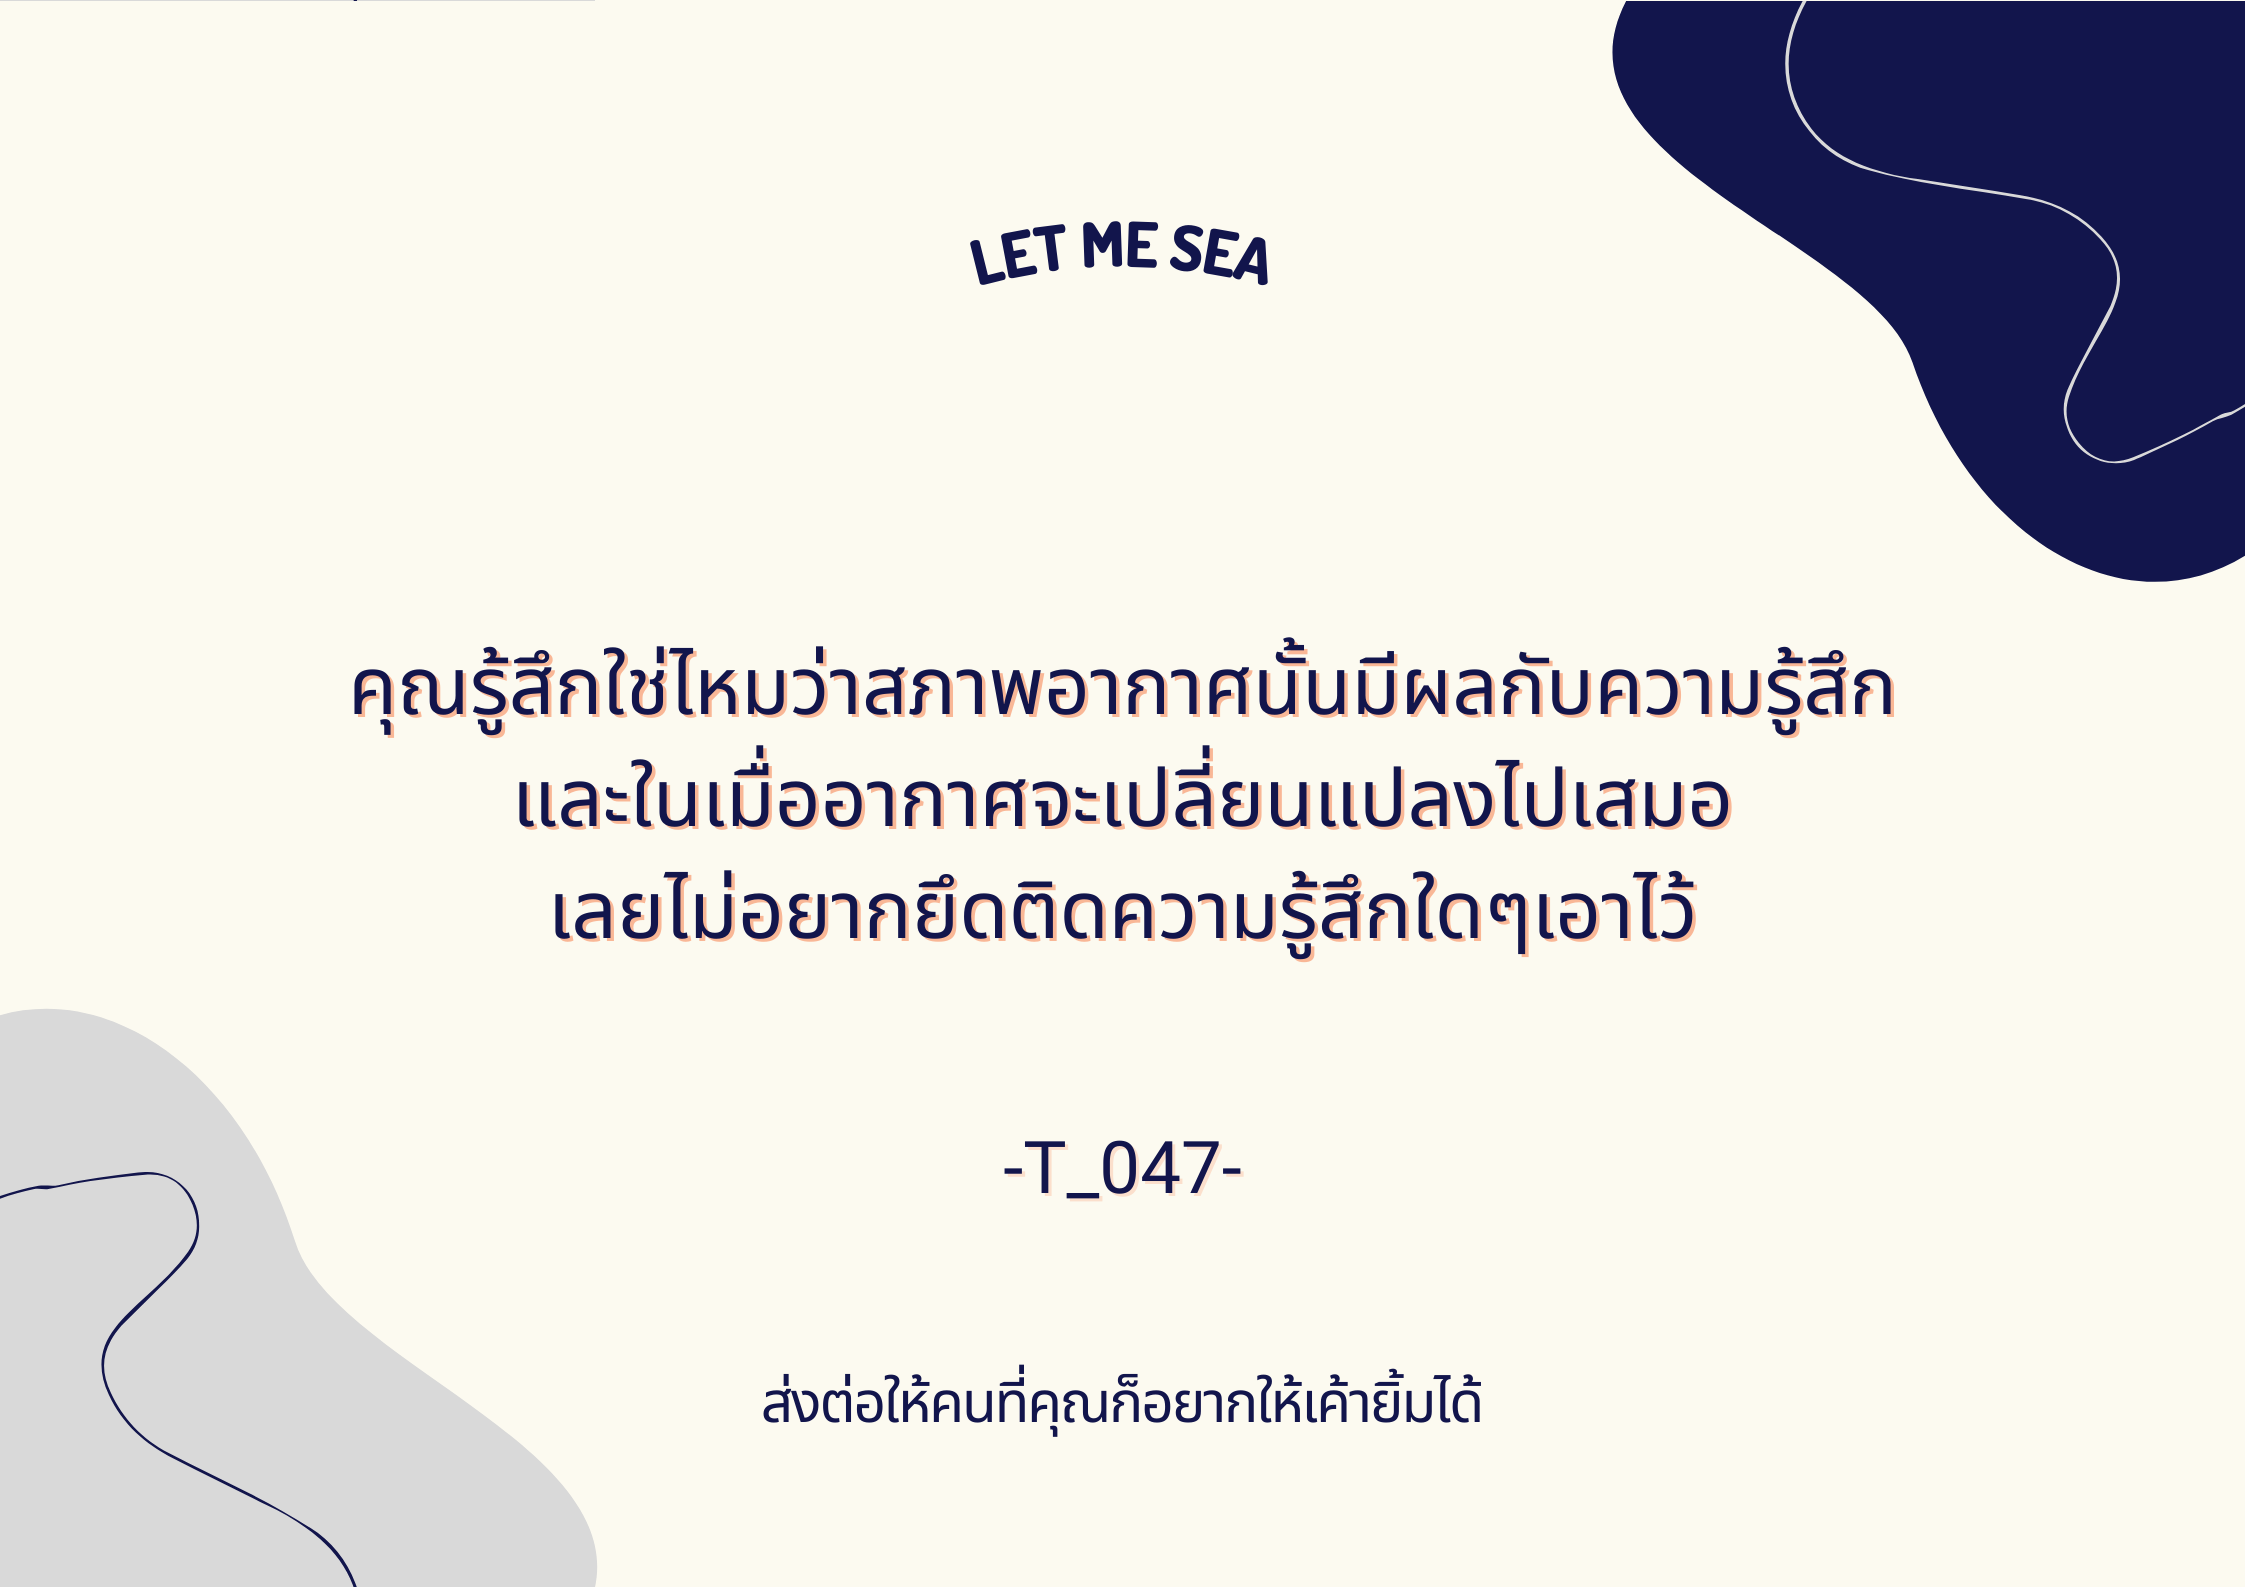 LET ME SEA
คุณรู้สึกใช่ไหมว่าสภาพอากาศนั้นมีผลกับความรู้สึก
และในเมื่ออากาศจะเปลี่ยนแปลงไปเสมอ
เลยไม่อยากยึดติดความรู้สึกใดๆเอาไว้
-T_047-
ส่งต่อให้คนที่คุณก็อยากให้เค้ายิ้มได้